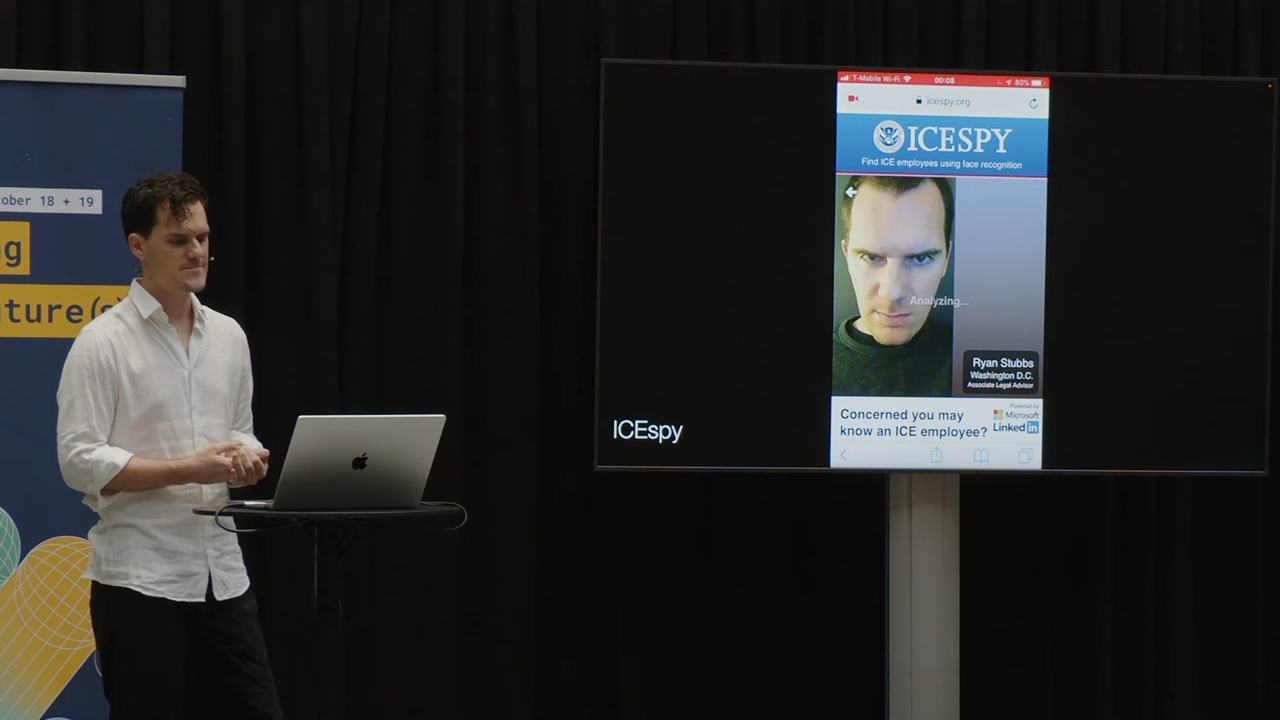 ober 18 + 19
g
ture(s)
ICEspy
T-Mobile Wi-Fi
00:08
80%
icespy.org
ICESPY
Find ICE employees using face recognition
Analyzing...
Ryan Stubbs
Washington D.C.
Associate Legal Advisor
Concerned you may
know an ICE employee?
Powered by
Microsoft
Linked in